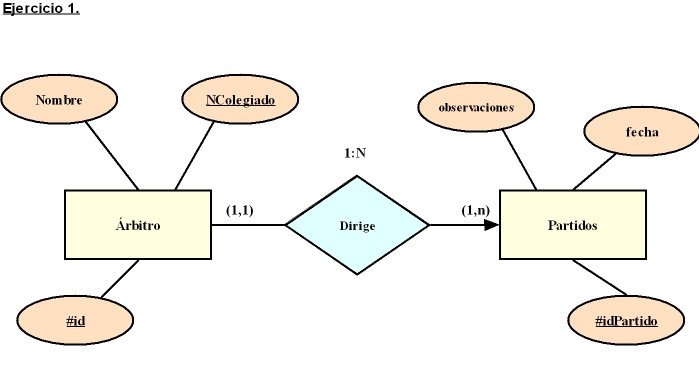 Ejercicio 1.
Nombre
NColegiado
observaciones
fecha
1:N
Árbitro
(1,1)
Dirige
(1,n)
Partidos
#id
#idPartido